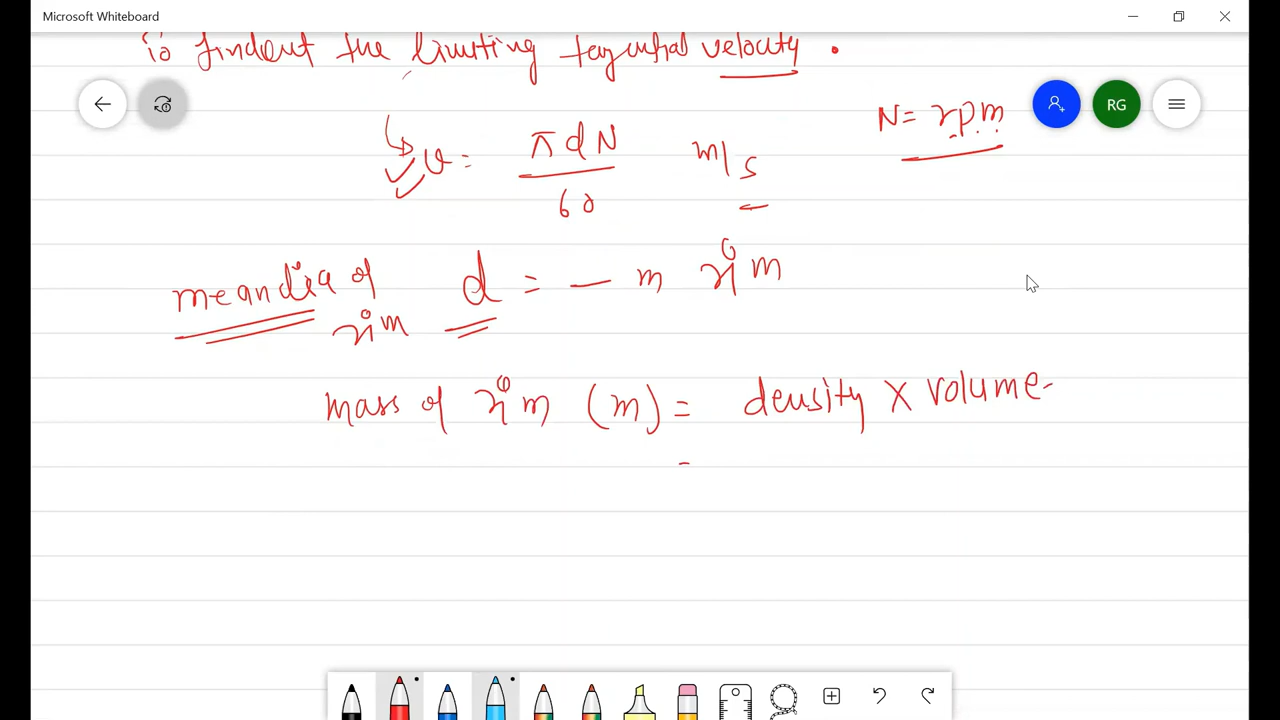 Microsoft Whiteboard
to findout the limiting tangential velocity .
N = rpm
RG
v = πdN / 60 m/s
mean dia of rim d = — m rim
mass of rim (m) = density X volume
=